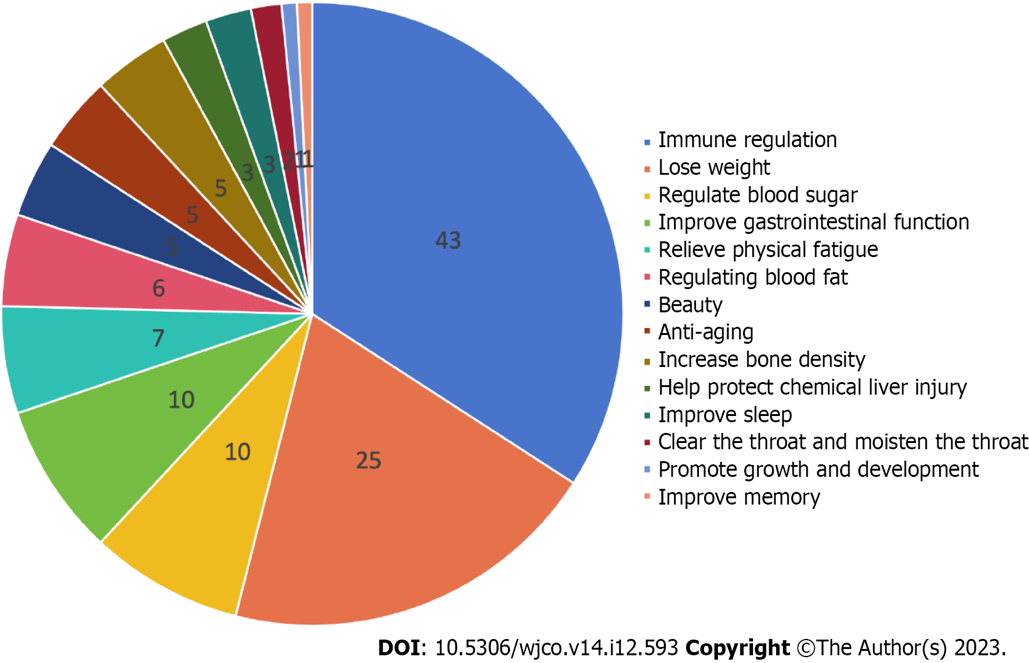 43
25
10
10
7
6
5
5
5
3
3
2
1
1
Immune regulation
Lose weight
Regulate blood sugar
Improve gastrointestinal function
Relieve physical fatigue
Regulating blood fat
Beauty
Anti-aging
Increase bone density
Help protect chemical liver injury
Improve sleep
Clear the throat and moisten the throat
Promote growth and development
Improve memory
DOI: 10.5306/wjco.v14.i12.593 Copyright ©The Author(s) 2023.